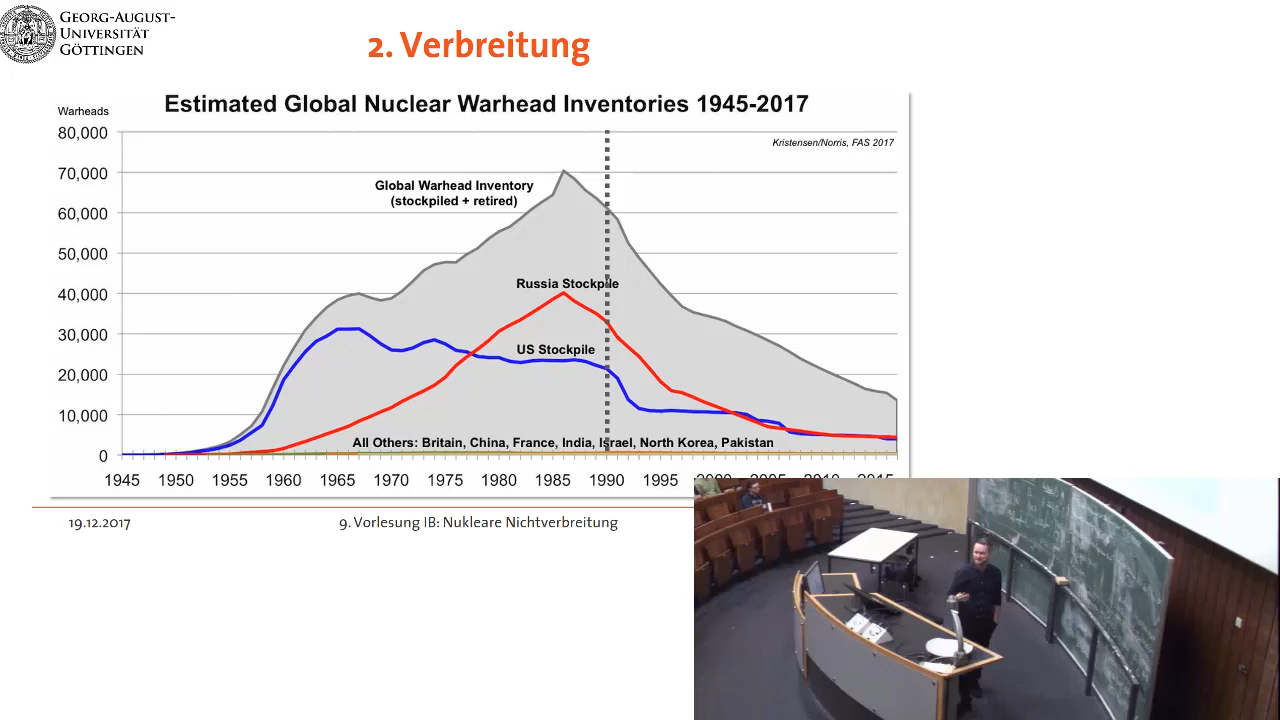 GEORG-AUGUST-
UNIVERSITÄT
GÖTTINGEN
2. Verbreitung
Estimated Global Nuclear Warhead Inventories 1945-2017
Warheads
80,000
Kristensen/Norris, FAS 2017
70,000
Global Warhead Inventory
(stockpiled + retired)
60,000
50,000
40,000
Russia Stockpile
30,000
US Stockpile
20,000
10,000
All Others: Britain, China, France, India, Israel, North Korea, Pakistan
0
1945 1950 1955 1960 1965 1970 1975 1980 1985 1990 1995 2000 2005 2010 2015
19.12.2017
9. Vorlesung IB: Nukleare Nichtverbreitung